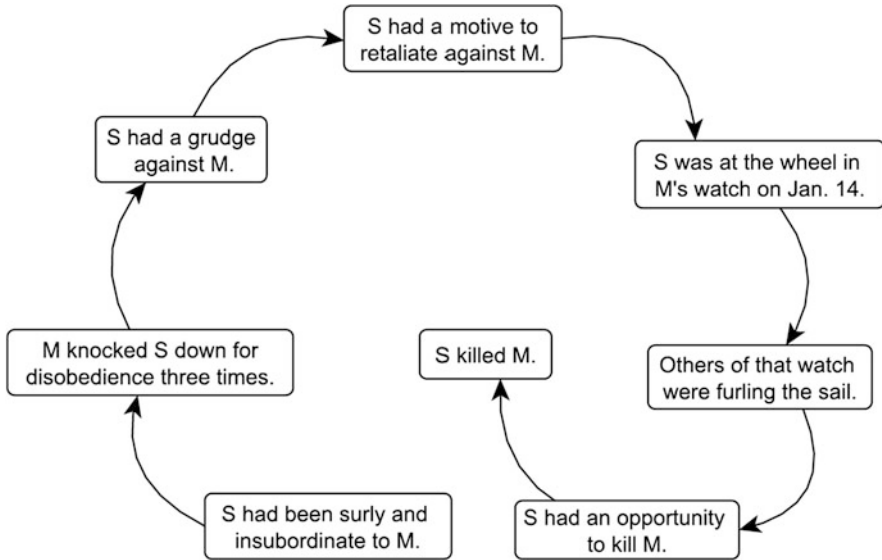 S had a motive to
retaliate against M.
S had a grudge
against M.
S was at the wheel in
M's watch on Jan. 14.
M knocked S down for
disobedience three times.
S killed M.
Others of that watch
were furling the sail.
S had been surly and
insubordinate to M.
S had an opportunity
to kill M.